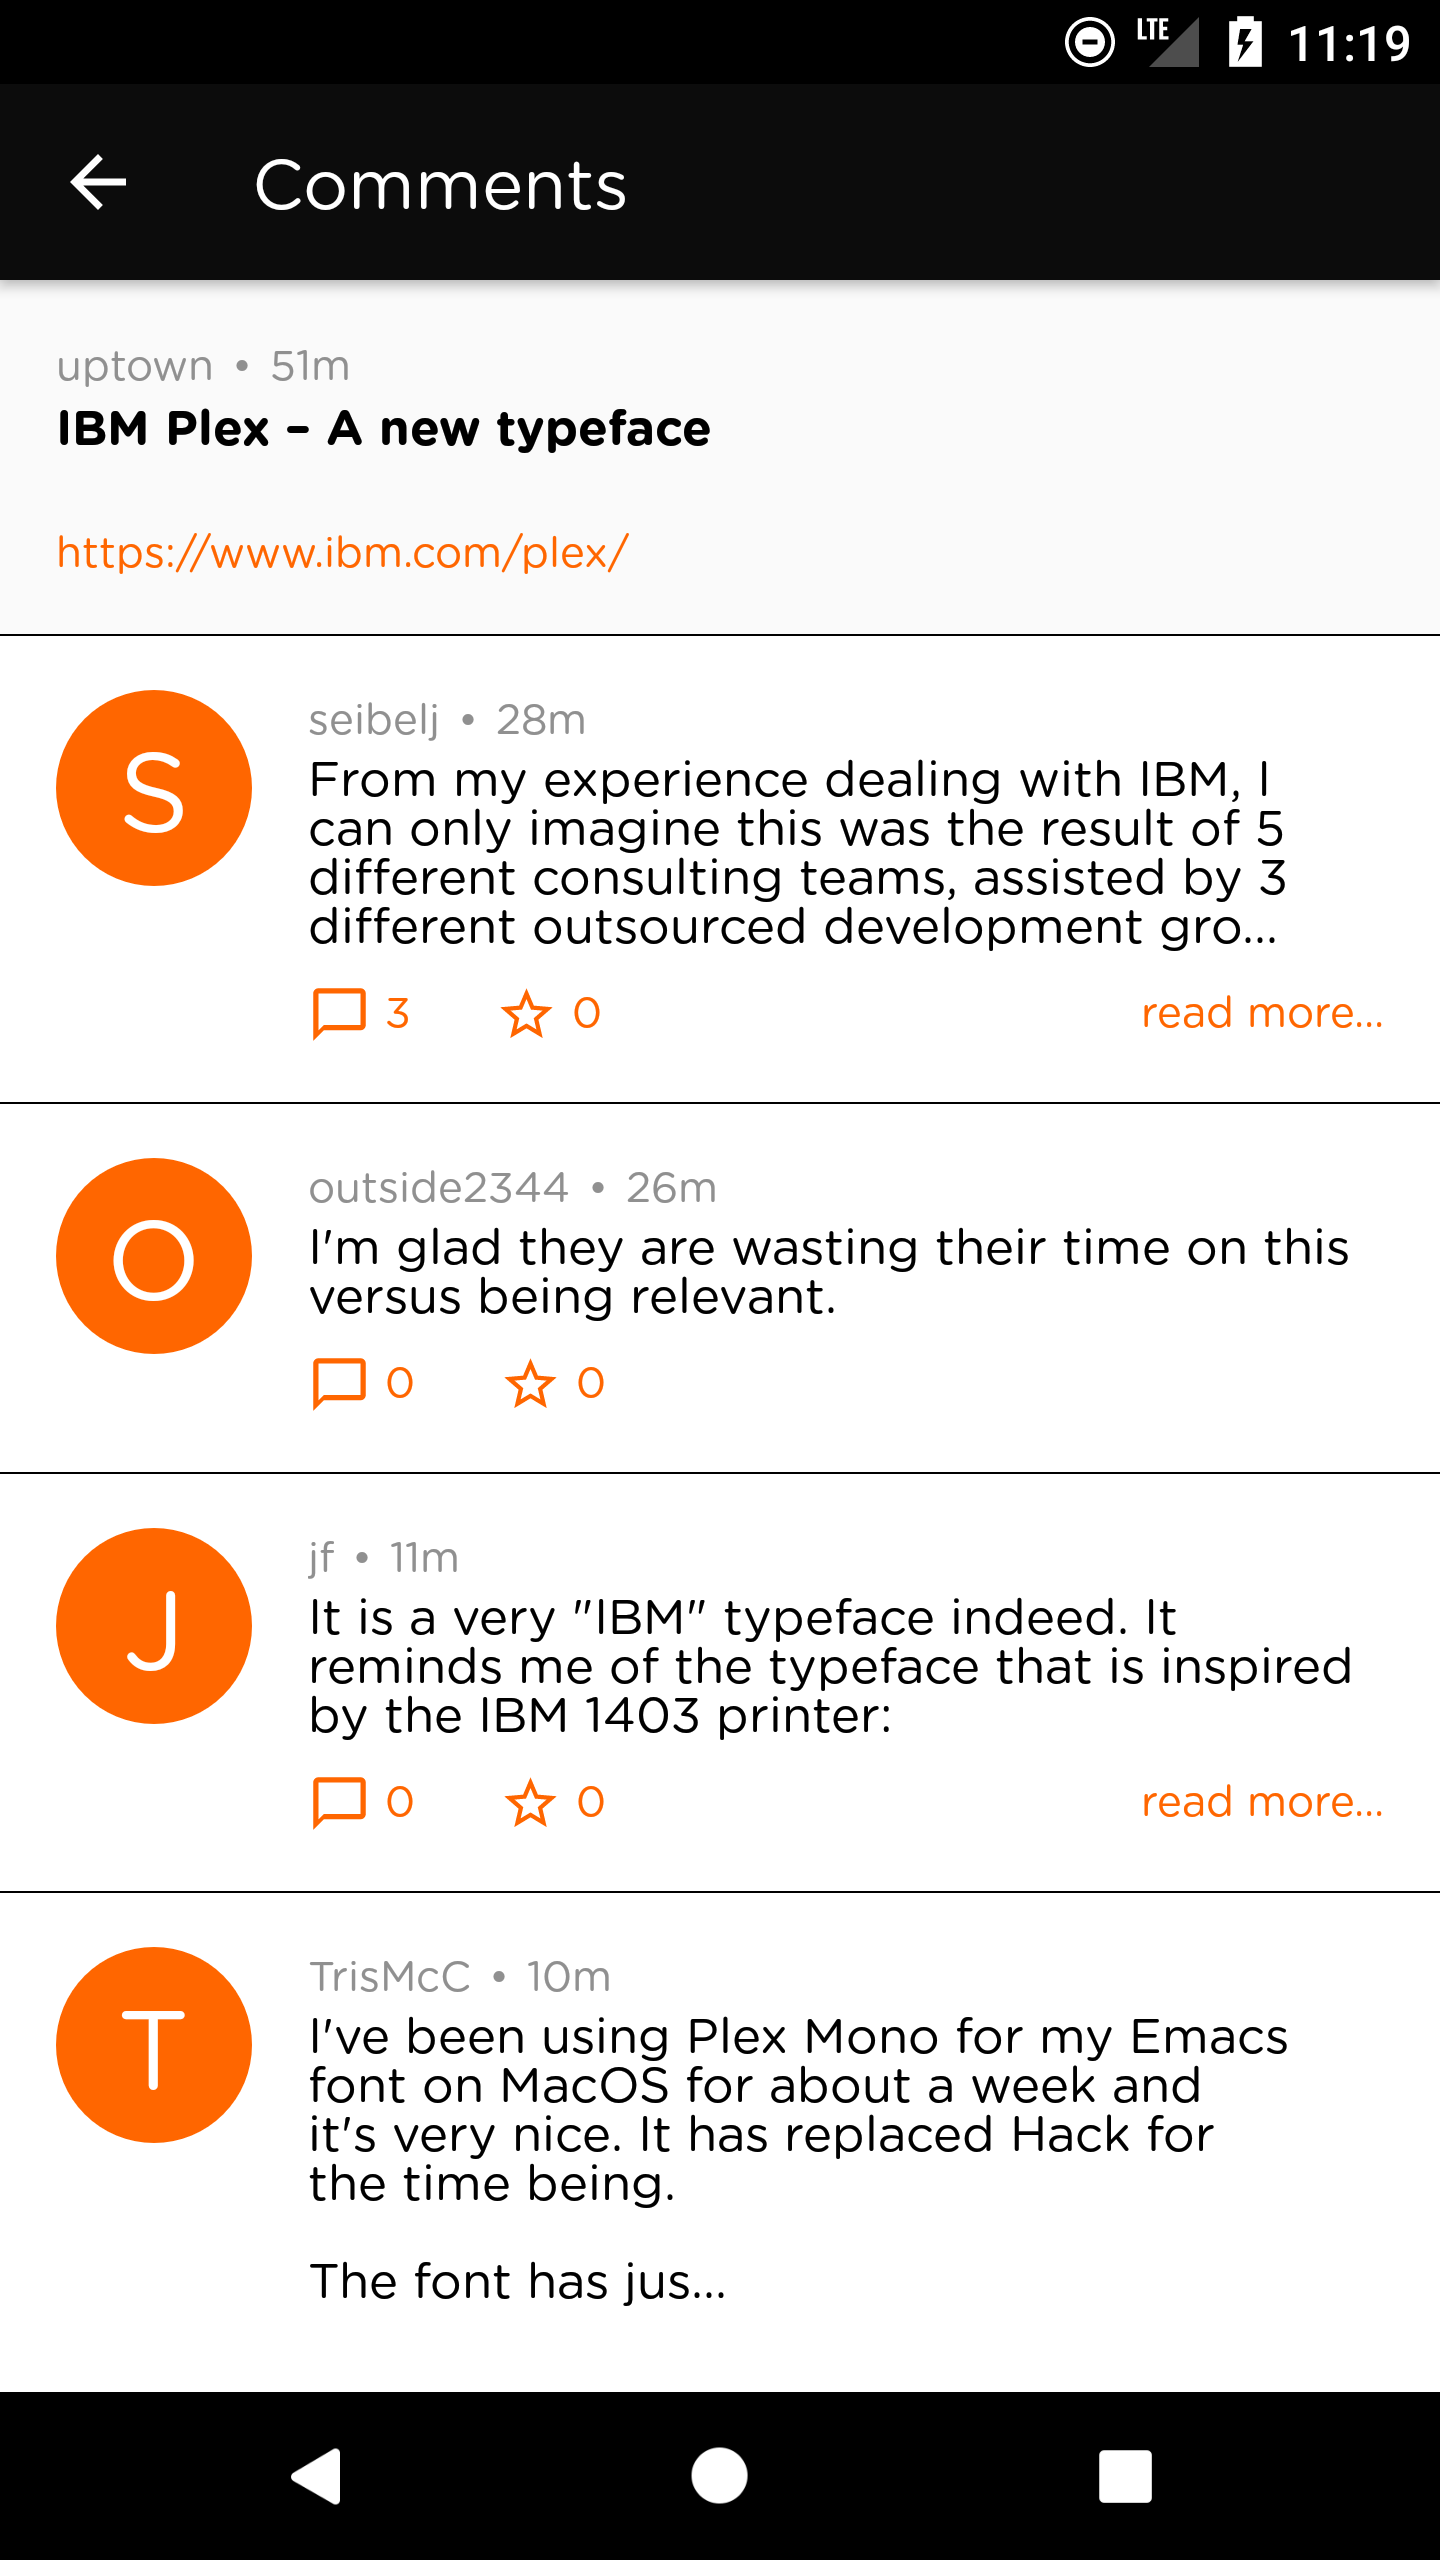 LTE 11:19
Comments
uptown • 51m
IBM Plex – A new typeface
https://www.ibm.com/plex/
S
seibelj • 28m
From my experience dealing with IBM, I
can only imagine this was the result of 5
different consulting teams, assisted by 3
different outsourced development gro...
3 0 read more...
O
outside2344 • 26m
I'm glad they are wasting their time on this
versus being relevant.
0 0
J
jf • 11m
It is a very "IBM" typeface indeed. It
reminds me of the typeface that is inspired
by the IBM 1403 printer:
0 0 read more...
T
TrisMcC • 10m
I've been using Plex Mono for my Emacs
font on MacOS for about a week and
it's very nice. It has replaced Hack for
the time being.
The font has jus...